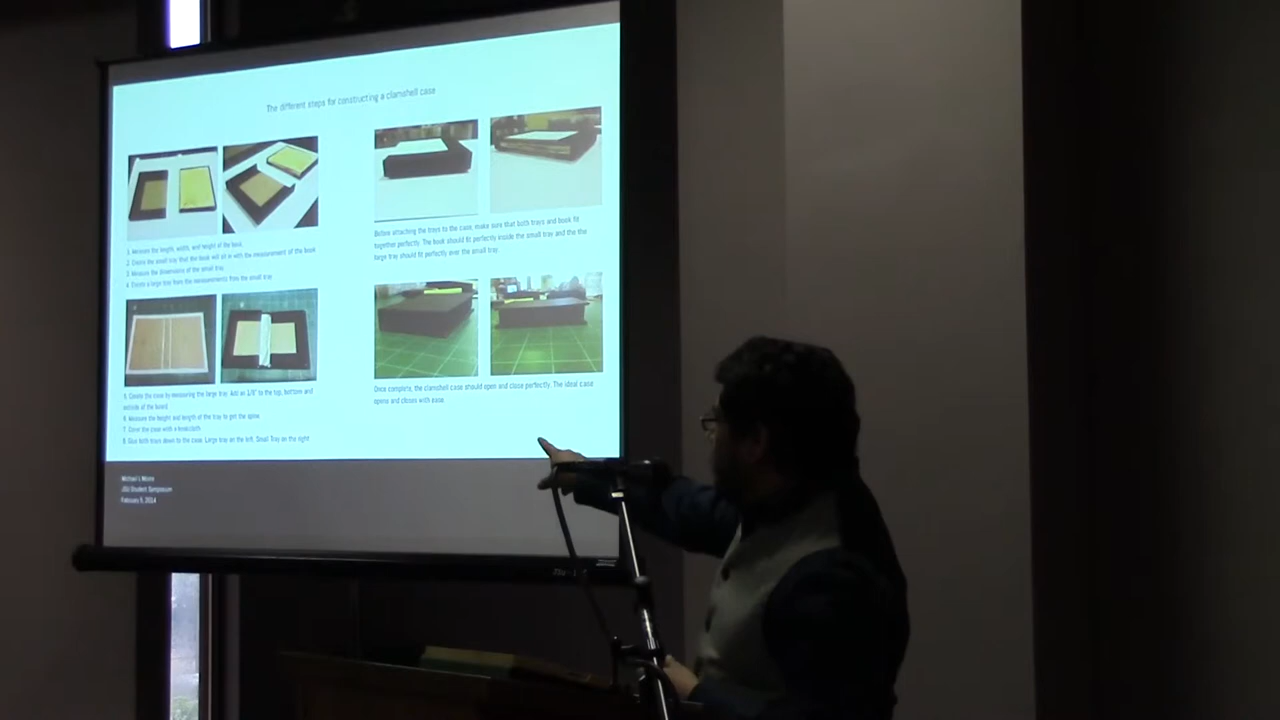 The different steps for constructing a clamshell case
1. Measure the length, width, and height of the book.
2. Create the small tray that the book will sit in with the measurement of the book
3. Measure the dimensions of the small tray.
4. Create a large tray from the measurements from the small tray
5. Create the case by measuring the large tray. Add an 1/8" to the top, bottom and
outside of the board.
6. Measure the height and length of the tray to get the spine.
7. Cover the case with a bookcloth.
8. Glue both trays down to the case. Large tray on the left, Small Tray on the right
Before attaching the trays to the case, make sure that both trays and book fit
together perfectly. The book should fit perfectly inside the small tray and the the
large tray should fit perfectly over the small tray.
Once complete, the clamshell case should open and close perfectly. The ideal case
opens and closes with ease.
Michael L Moore
Student Symposium
February 5, 2014